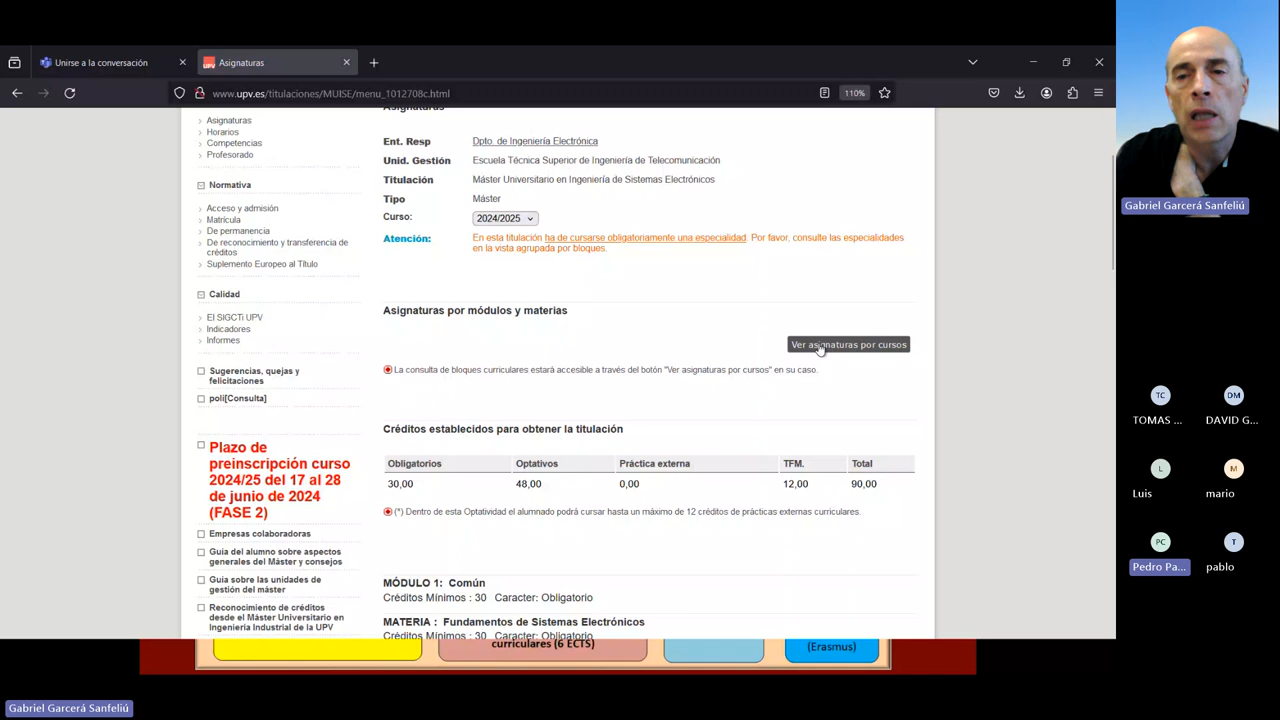 Unirse a la conversación
Asignaturas
www.upv.es/titulaciones/MUISE/menu_1012708c.html
110%
Asignaturas
Horarios
Competencias
Profesorado
Normativa
Acceso y admisión
Matrícula
De permanencia
De reconocimiento y transferencia de
créditos
Suplemento Europeo al Título
Calidad
El SIGCTi UPV
Indicadores
Informes
Sugerencias, quejas y
felicitaciones
poli[Consulta]
Plazo de
preinscripción curso
2024/25 del 17 al 28
de junio de 2024
(FASE 2)
Empresas colaboradoras
Guía del alumno sobre aspectos
generales del Máster y consejos
Guía sobre las unidades de
gestión del máster
Reconocimiento de créditos
desde el Máster Universitario en
Ingeniería Industrial de la UPV
Asignaturas
Ent. Resp Dpto. de Ingeniería Electrónica
Unid. Gestión Escuela Técnica Superior de Ingeniería de Telecomunicación
Titulación Máster Universitario en Ingeniería de Sistemas Electrónicos
Tipo Máster
Curso: 2024/2025
Atención: En esta titulación ha de cursarse obligatoriamente una especialidad. Por favor, consulte las especialidades
en la vista agrupada por bloques.
Asignaturas por módulos y materias
Ver asignaturas por cursos
La consulta de bloques curriculares estará accesible a través del botón "Ver asignaturas por cursos" en su caso.
Créditos establecidos para obtener la titulación
Obligatorios Optativos Práctica externa TFM. Total
30,00 48,00 0,00 12,00 90,00
(*) Dentro de esta Optatividad el alumnado podrá cursar hasta un máximo de 12 créditos de prácticas externas curriculares.
MÓDULO 1: Común
Créditos Mínimos : 30 Caracter: Obligatorio
MATERIA : Fundamentos de Sistemas Electrónicos
Créditos Mínimos : 30 Caracter: Obligatorio
curriculares (6 ECTS)
(Erasmus)
Gabriel Garcerá Sanfeliú
Gabriel Garcerá Sanfeliú
TC
DM
TOMAS ...
DAVID G...
L
M
Luis
mario
PC
T
Pedro Pa...
pablo
UPV